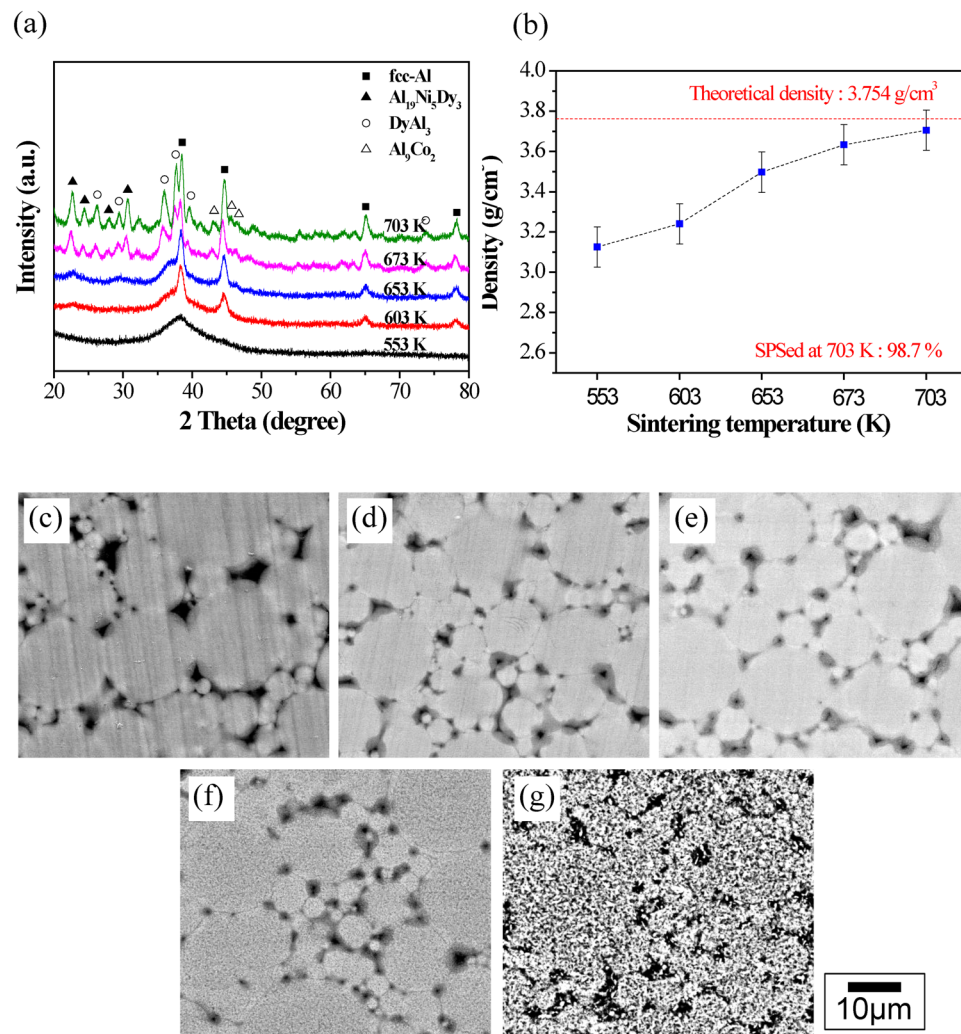 (a)
fcc-Al
Al19Ni5Dy3
DyAl3
Al9Co2
703 K
673 K
653 K
603 K
553 K
Intensity (a.u.)
20 30 40 50 60 70 80
2 Theta (degree)
(b)
4.0
3.8
3.6
3.4
3.2
3.0
2.8
2.6
Density (g/cm3)
Theoretical density : 3.754 g/cm3
SPSed at 703 K : 98.7 %
553 603 653 673 703
Sintering temperature (K)
(c)
(d)
(e)
(f)
(g)
10μm